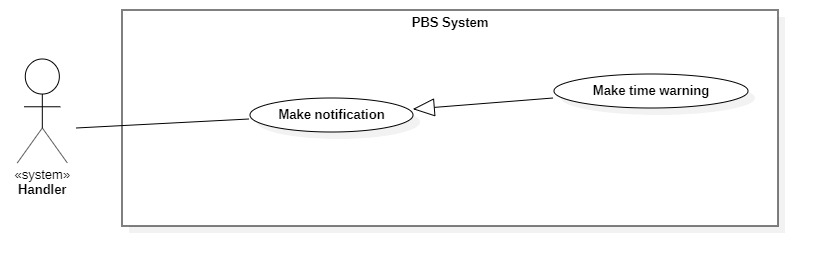 PBS System
Make time warning
Make notification
«system»
Handler